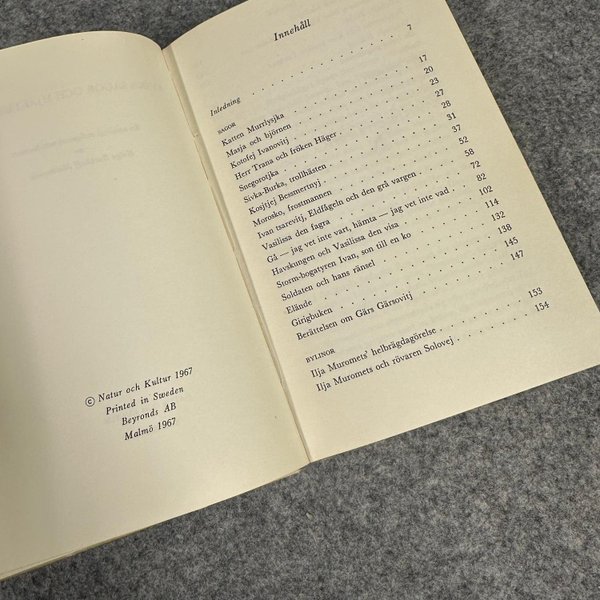 © Natur och Kultur 1967
Printed in Sweden
Beyronds AB
Malmö 1967
Innehåll
Inledning . . . . . . . . . . 7
SAGOR
Katten Murrlysjka . . . . . . . . 17
Masja och björnen . . . . . . . . 20
Kotofej Ivanovitj . . . . . . . . 23
Herr Trana och fröken Häger . . . . . 27
Snegorotjka . . . . . . . . . 28
Sivka-Burka, trollhästen . . . . . . 31
Kosjtjej Bessmertnyj . . . . . . . 37
Morosko, frostmannen . . . . . . . 52
Ivan tsarevitj, Eldfågeln och den grå vargen . 58
Vasilissa den fagra . . . . . . . 72
Gå — jag vet inte vart, hämta — jag vet inte vad . 82
Havskungen och Vasilissa den visa . . . . 102
Storm-bogatyren Ivan, son till en ko . . . 114
Soldaten och hans ränsel . . . . . . 132
Elände . . . . . . . . . . 138
Girigbuken . . . . . . . . . 145
Berättelsen om Gärs Gärsovitj . . . . . 147
BYLINOR
Ilja Muromets' helbrägdagörelse . . . . . 153
Ilja Muromets och rövaren Solovej . . . . 154